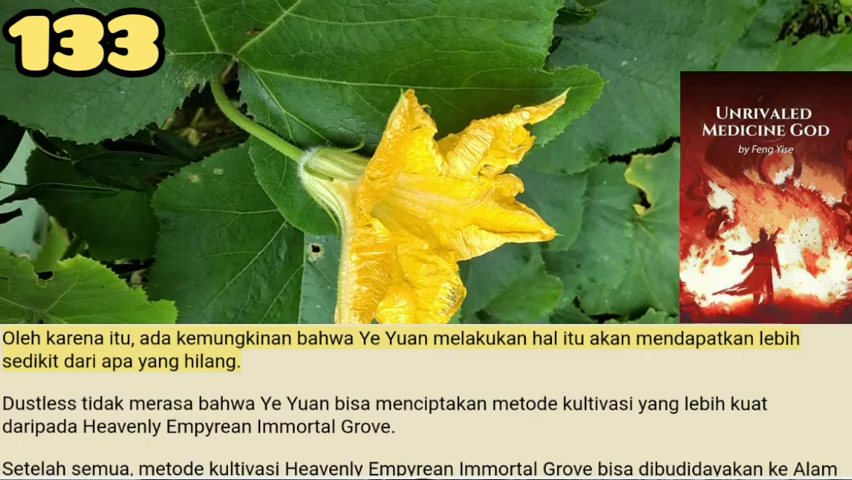 133
UNRIVALED
MEDICINE GOD
by Feng Yise
Oleh karena itu, ada kemungkinan bahwa Ye Yuan melakukan hal itu akan mendapatkan lebih
sedikit dari apa yang hilang.
Dustless tidak merasa bahwa Ye Yuan bisa menciptakan metode kultivasi yang lebih kuat
daripada Heavenly Empyrean Immortal Grove.
Setelah semua, metode kultivasi Heavenly Empyrean Immortal Grove bisa dibudidayakan ke Alam